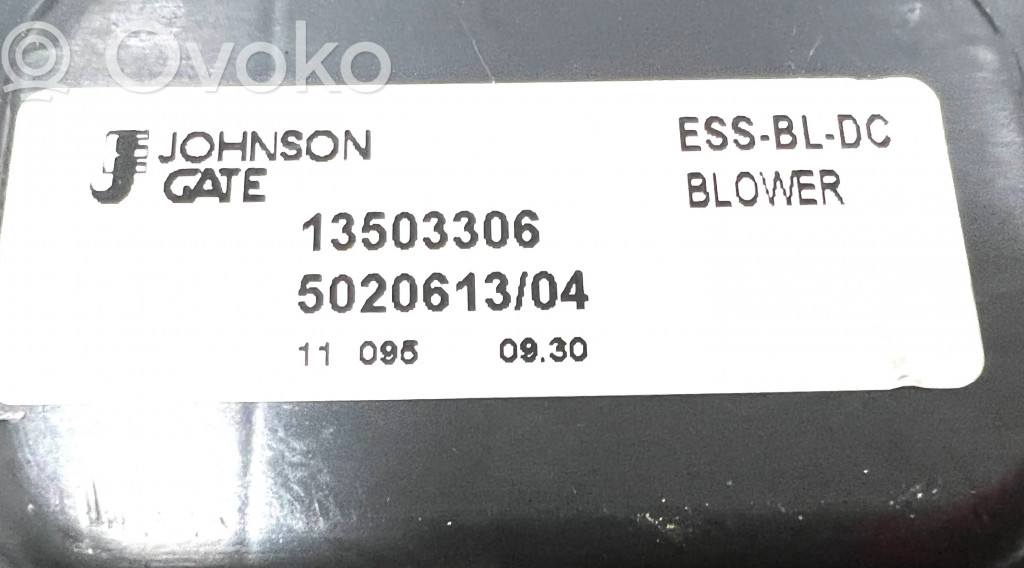 Ovoko
JOHNSON
GATE
ESS-BL-DC
BLOWER
13503306
5020613/04
11 095 09.30